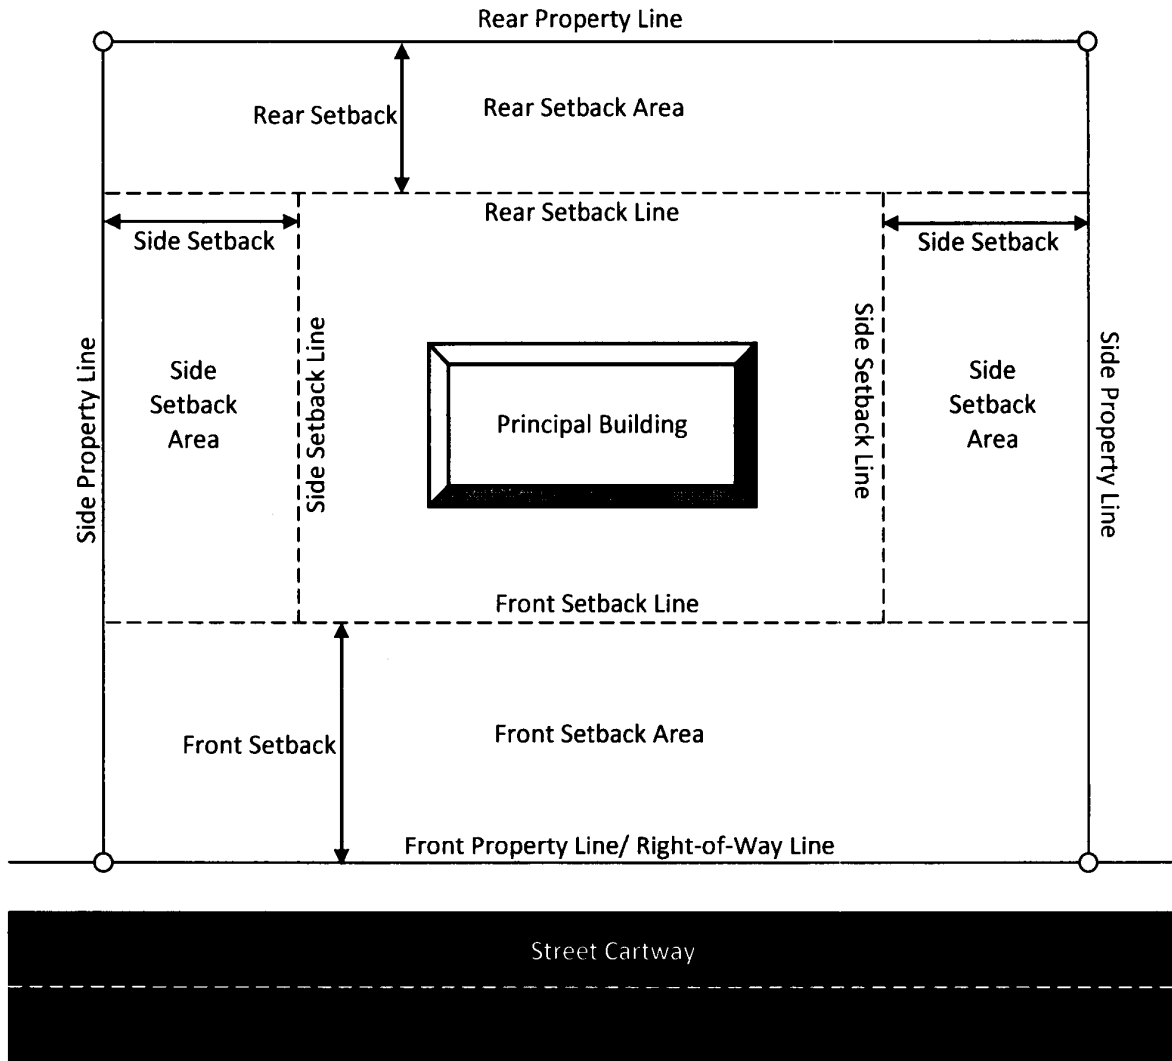 Rear Property Line
Rear Setback
Rear Setback Area
Rear Setback Line
Side Setback
Side Setback
Side Property Line
Side
Setback
Area
Side Setback Line
Principal Building
Side Setback Line
Side
Setback
Area
Side Property Line
Front Setback Line
Front Setback
Front Setback Area
Front Property Line/ Right-of-Way Line
Street Cartway